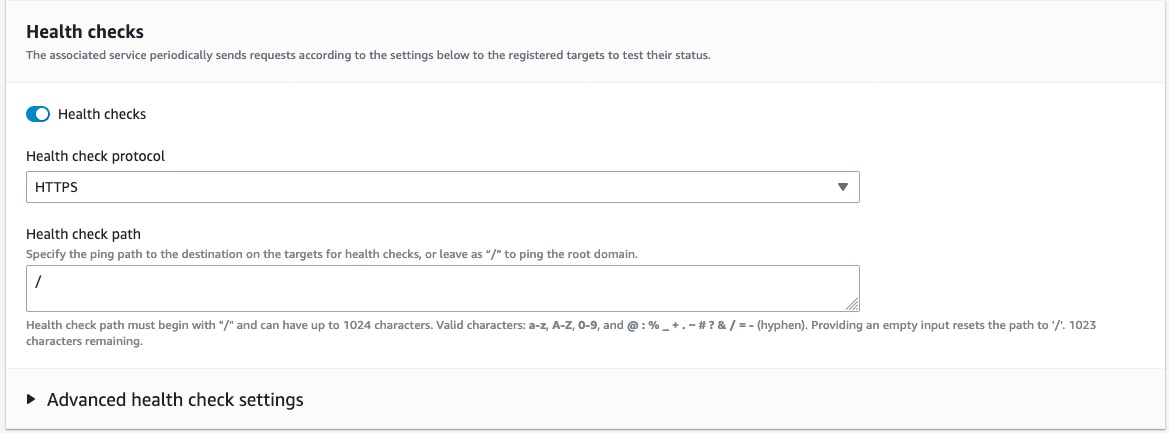 Health checks
The associated service periodically sends requests according to the settings below to the registered targets to test their status.
Health checks
Health check protocol
HTTPS
Health check path
Specify the ping path to the destination on the targets for health checks, or leave as “/” to ping the root domain.
/
Health check path must begin with "/" and can have up to 1024 characters. Valid characters: a-z, A-Z, 0-9, and @ : % _ + . ~ # ? & / = - (hyphen). Providing an empty input resets the path to '/'. 1023
characters remaining.
Advanced health check settings